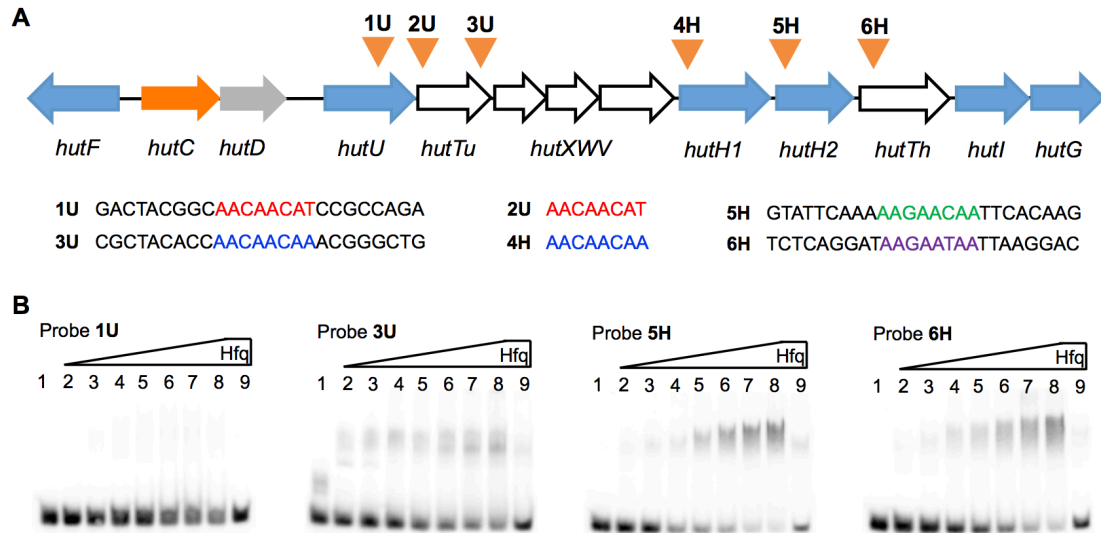 A
1U 2U 3U 4H 5H 6H
hutF hutC hutD hutU hutTu hutXWV hutH1 hutH2 hutTh hutI hutG
1U GACTACGGCAACAACATCCGCCAGA 2U AACAACAT 5H GTATTCAAAAAGAACAATTCACAAG
3U CGCTACACCAACAACAAACGGGCTG 4H AACAACAA 6H TCTCAGGATAAGAATAATTAAGGAC
B
Probe 1U Probe 3U Probe 5H Probe 6H
Hfq Hfq Hfq Hfq
1 2 3 4 5 6 7 8 9 1 2 3 4 5 6 7 8 9 1 2 3 4 5 6 7 8 9 1 2 3 4 5 6 7 8 9